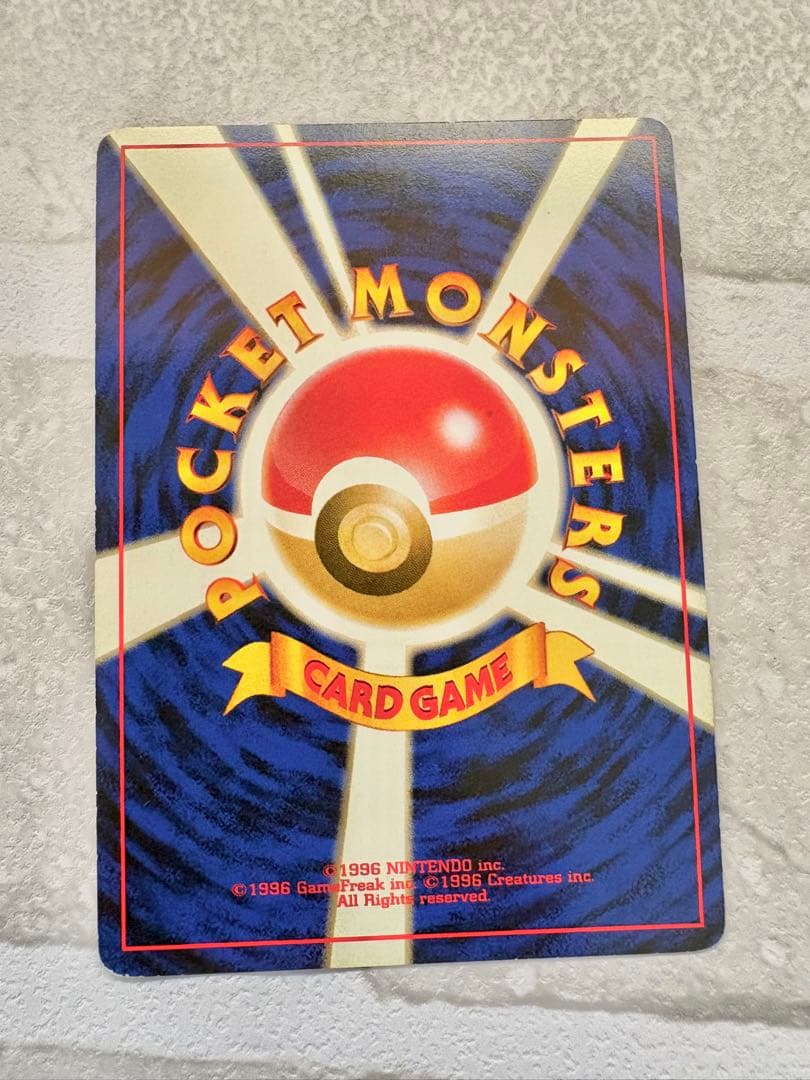 POCKET MONSTERS
CARD GAME
©1996 NINTENDO inc.
©1996 GameFreak inc. ©1996 Creatures inc.
All Rights reserved.